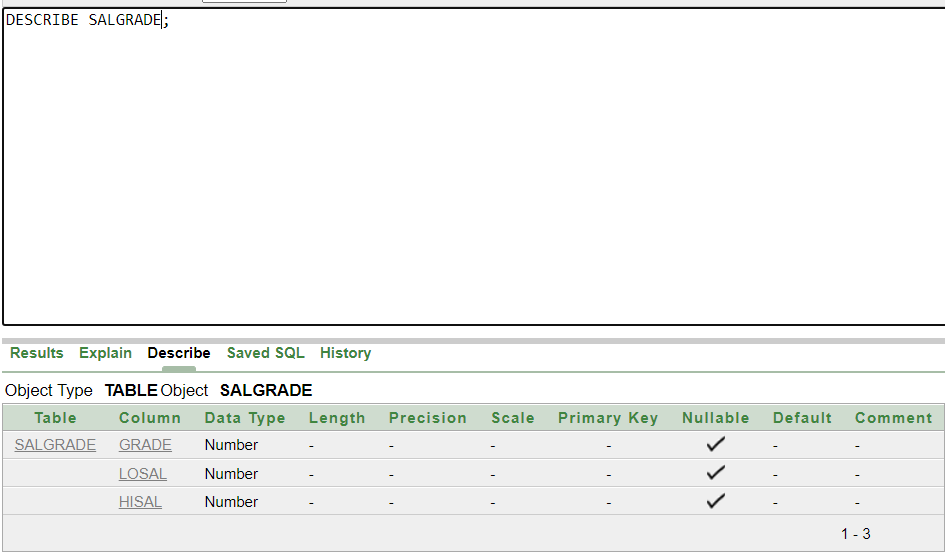 DESCRIBE SALGRADE;
Results Explain Describe Saved SQL History
Object Type TABLE Object SALGRADE
Table Column Data Type Length Precision Scale Primary Key Nullable Default Comment
SALGRADE GRADE Number - - - - - -
LOSAL Number - - - - - -
HISAL Number - - - - - -
1 - 3